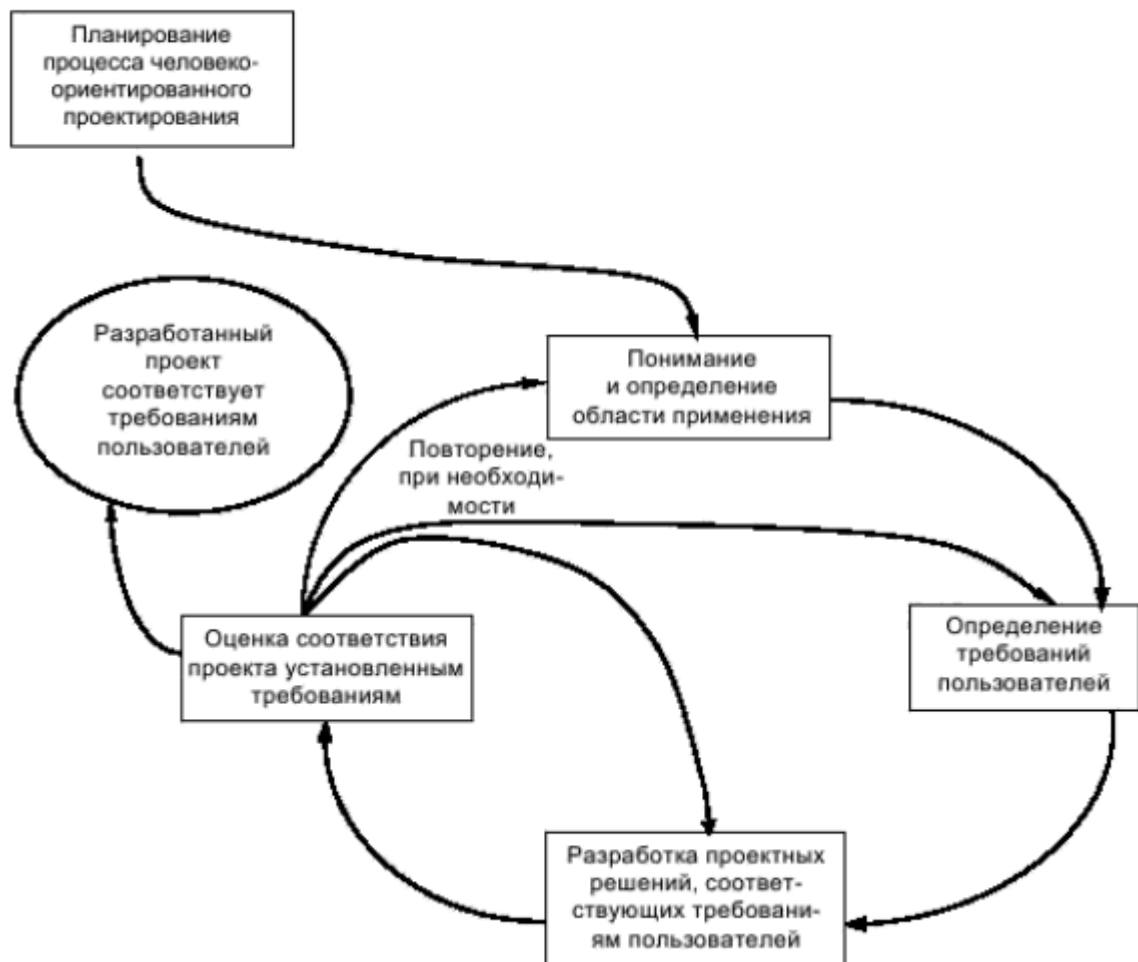 Планирование
процесса человеко-
ориентированного
проектирования
Разработанный
проект
соответствует
требованиям
пользователей
Понимание
и определение
области применения
Повторение,
при необходи-
мости
Оценка соответствия
проекта установленным
требованиям
Определение
требований
пользователей
Разработка проектных
решений, соответ-
ствующих требовани-
ям пользователей